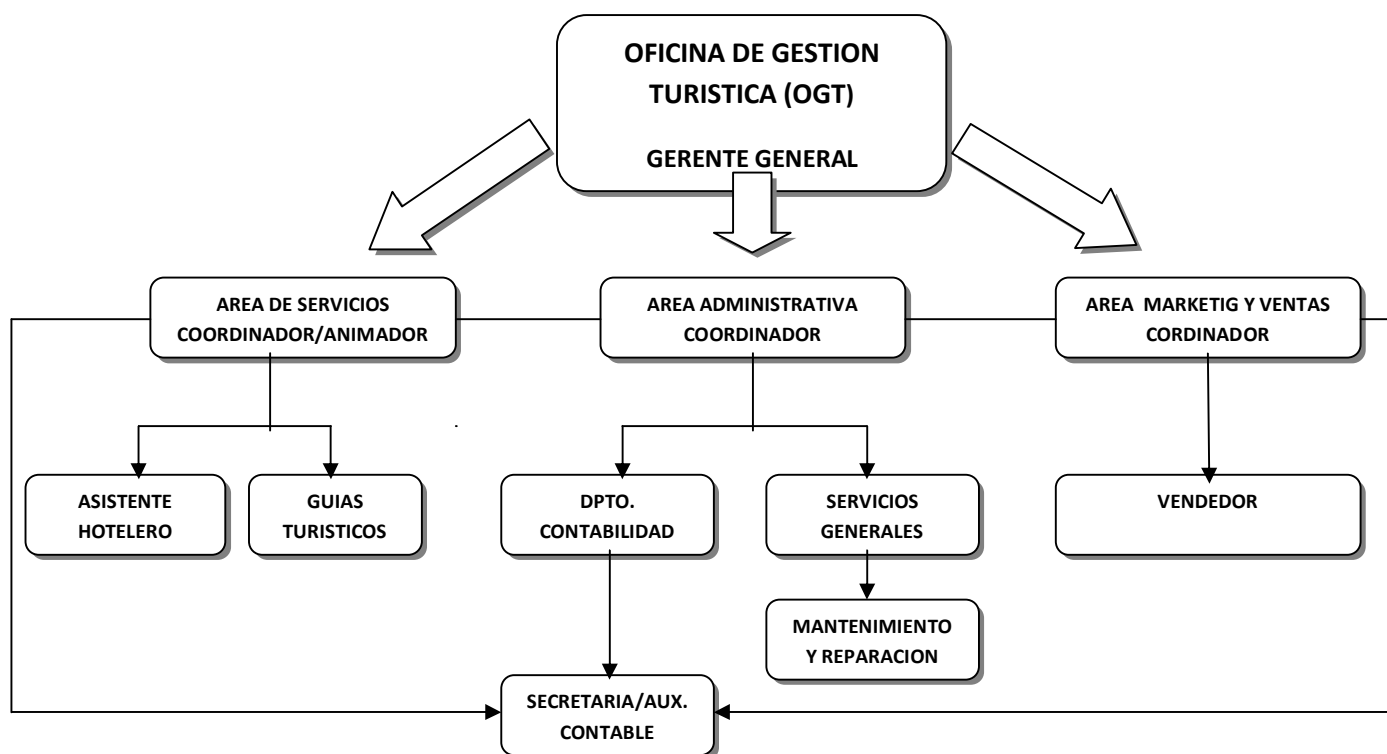 OFICINA DE GESTION
TURISTICA (OGT)
GERENTE GENERAL
AREA DE SERVICIOS
COORDINADOR/ANIMADOR
AREA ADMINISTRATIVA
COORDINADOR
AREA  MARKETIG Y VENTAS
CORDINADOR
ASISTENTE
HOTELERO
GUIAS
TURISTICOS
DPTO.
CONTABILIDAD
SERVICIOS
GENERALES
VENDEDOR
MANTENIMIENTO
Y REPARACION
SECRETARIA/AUX.
CONTABLE